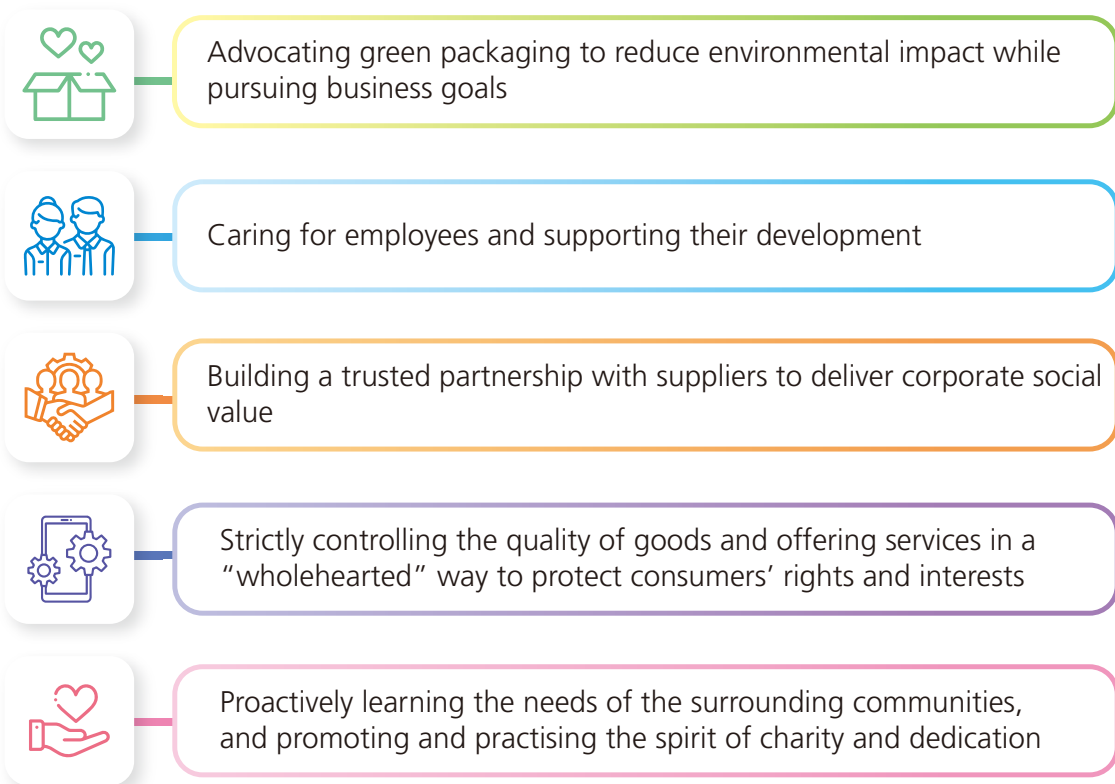 Advocating green packaging to reduce environmental impact while
pursuing business goals
Caring for employees and supporting their development
Building a trusted partnership with suppliers to deliver corporate social
value
Strictly controlling the quality of goods and offering services in a
“wholehearted” way to protect consumers’ rights and interests
Proactively learning the needs of the surrounding communities,
and promoting and practising the spirit of charity and dedication